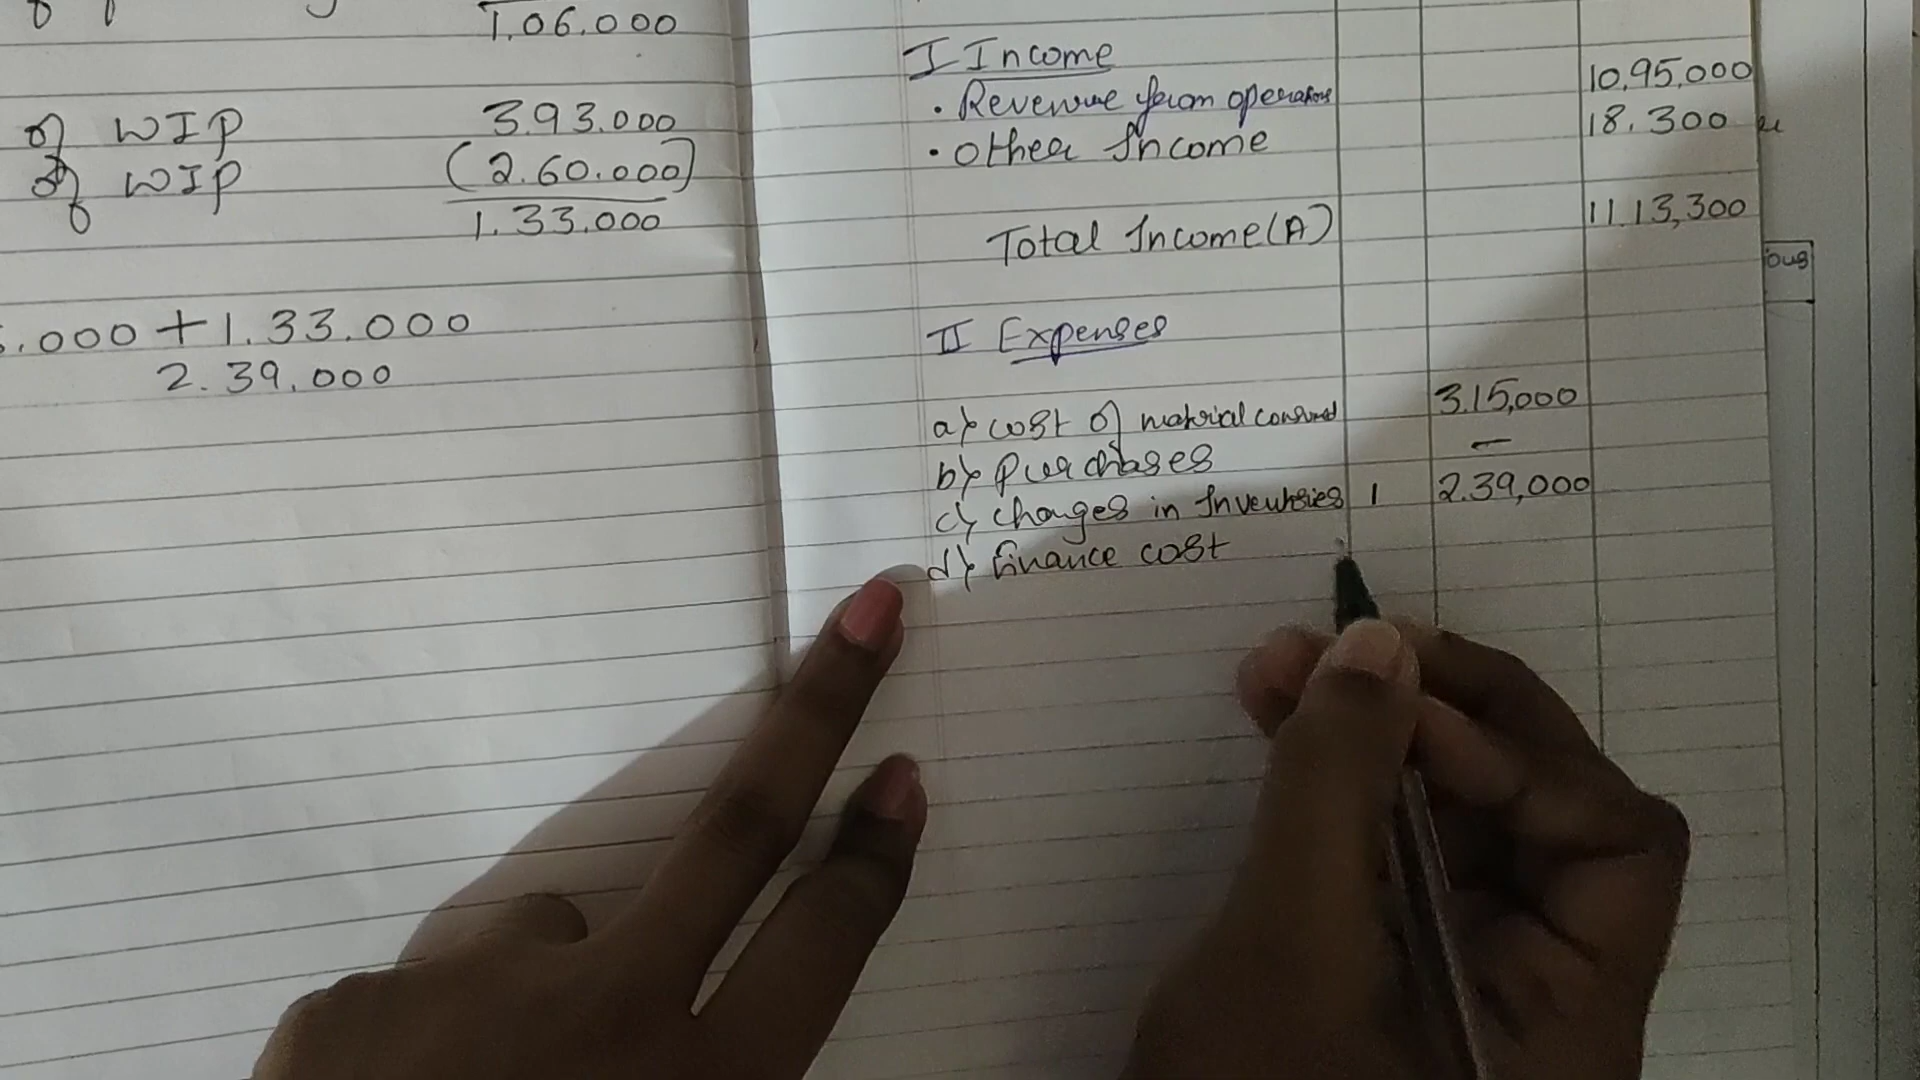 1,06.000
of WIP 3.93.000
of WIP (2.60.000)
1.33.000
.000 + 1.33.000
2.39.000
I Income
• Revenue from operations 10,95,000
• Other Income 18.300
Total Income(A) 11,13,300
II Expenses
a) cost of material consumed 3,15,000
b) purchases —
c) changes in Inventories 1 2.39,000
d) finance cost
ous